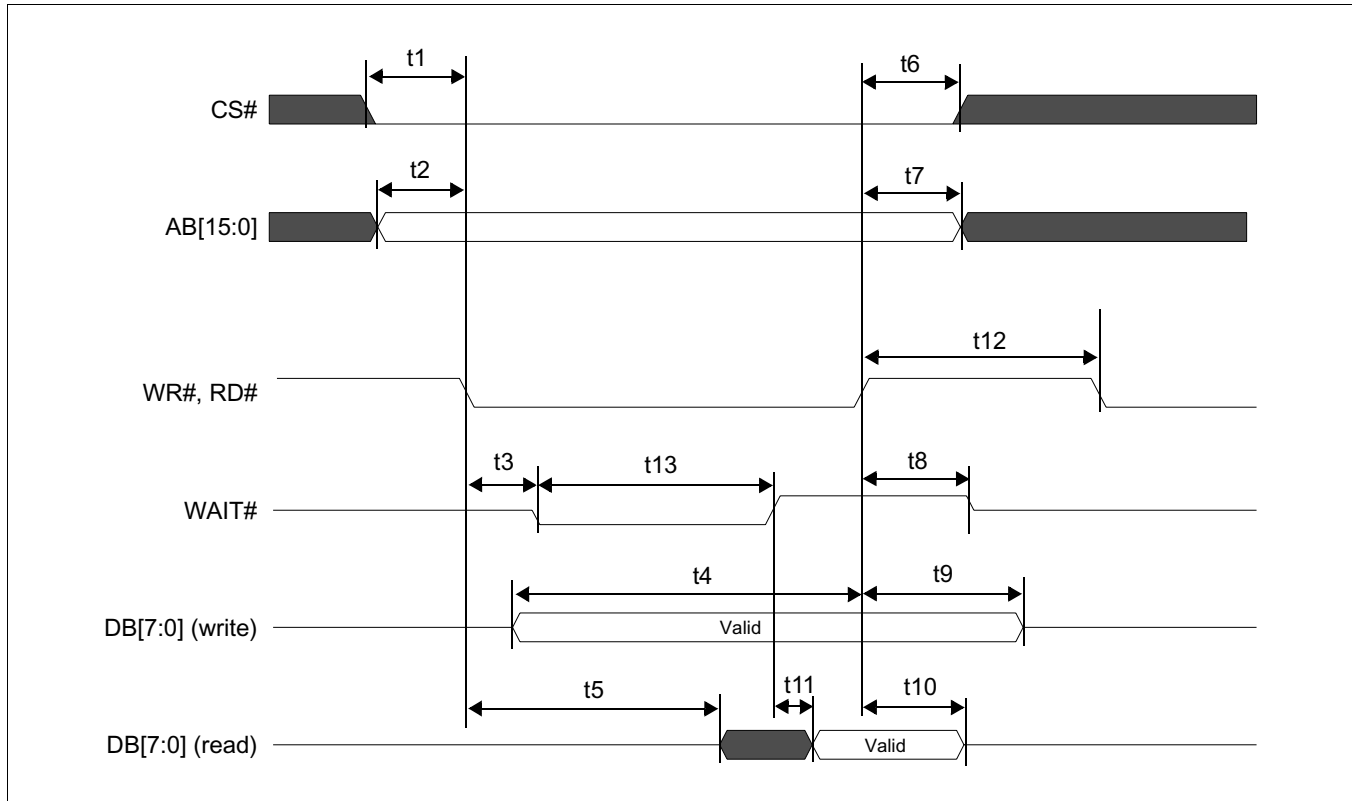 t1
t6
CS#
t2
t7
AB[15:0]
t12
WR#, RD#
t3
t13
t8
WAIT#
t4
t9
DB[7:0] (write)
Valid
t5
t11
t10
DB[7:0] (read)
Valid